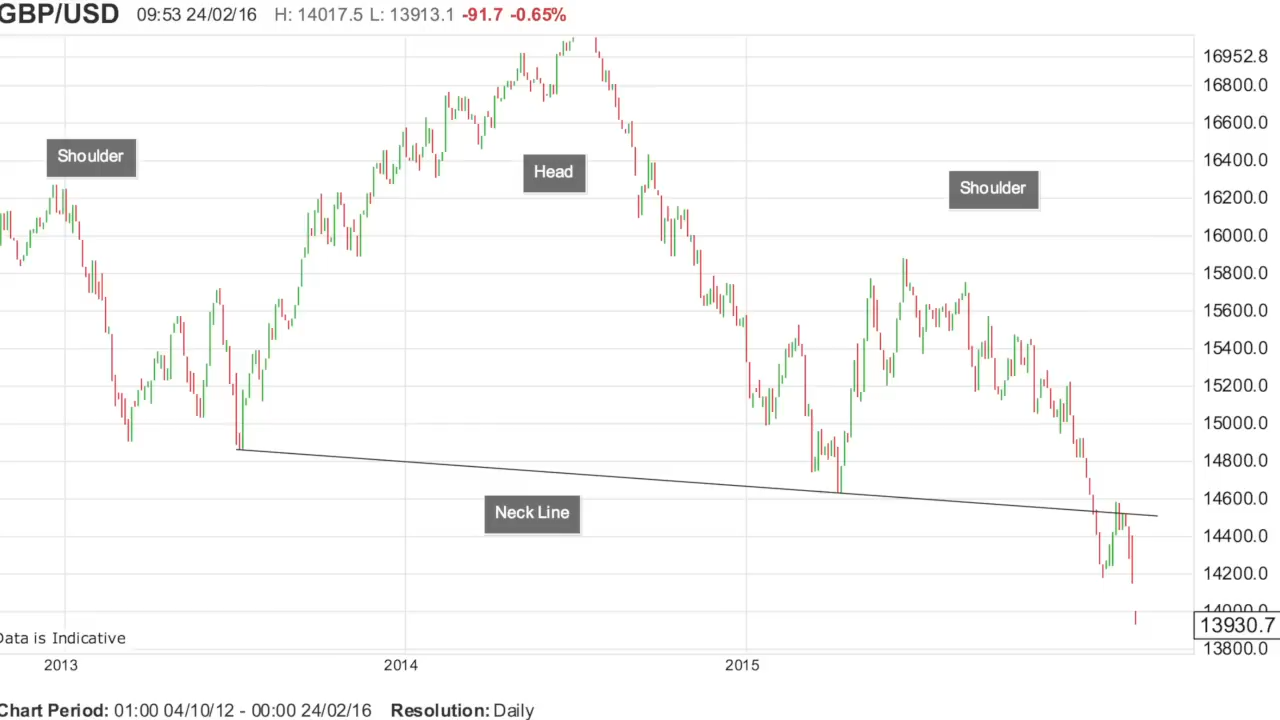 GBP/USD 09:53 24/02/16 H: 14017.5 L: 13913.1 -91.7 -0.65%
16952.8
16800.0
Shoulder
16600.0
Head
16400.0
Shoulder
16200.0
16000.0
15800.0
15600.0
15400.0
15200.0
15000.0
14800.0
Neck Line
14600.0
14400.0
14200.0
14000.0
13930.7
Data is Indicative
13800.0
2013 2014 2015
Chart Period: 01:00 04/10/12 - 00:00 24/02/16 Resolution: Daily